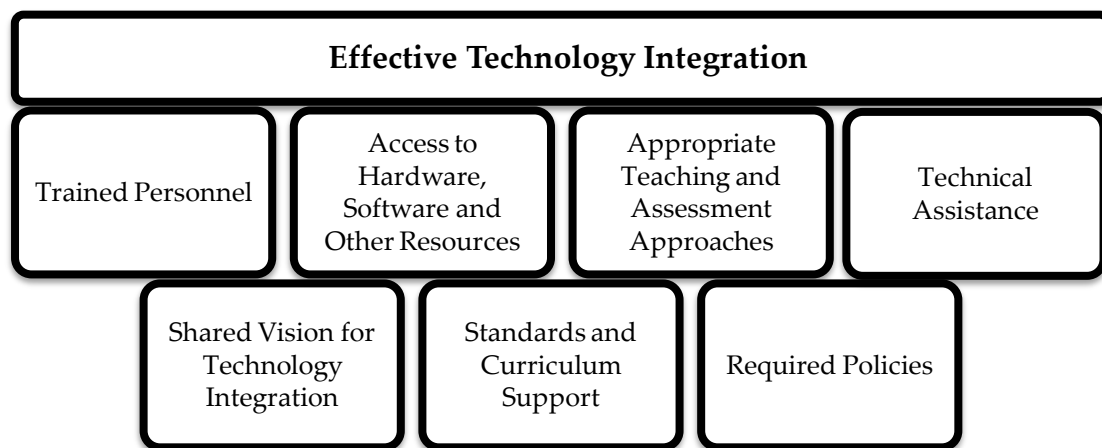 Effective Technology Integration
Trained Personnel
Access to
Hardware,
Software and
Other Resources
Appropriate
Teaching and
Assessment
Approaches
Technical
Assistance
Shared Vision for
Technology
Integration
Standards and
Curriculum
Support
Required Policies